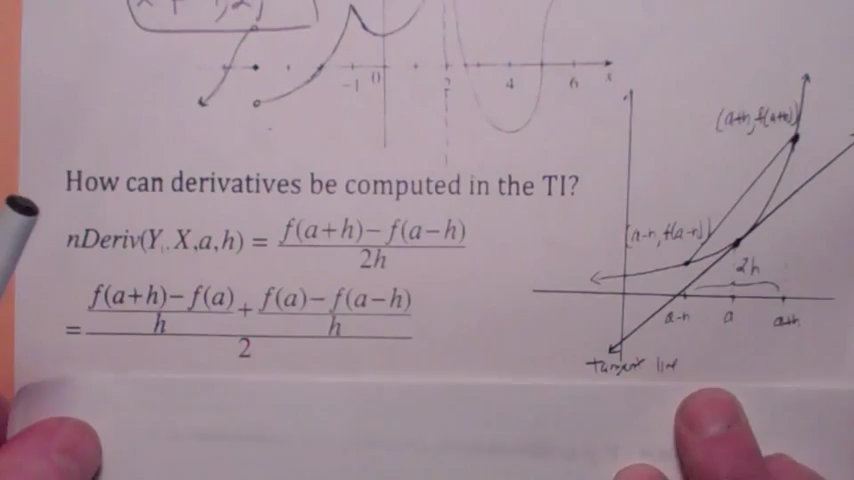 -1 0 2 4 6 x
How can derivatives be computed in the TI?
nDeriv(Y, X,a,h) = f(a+h)−f(a−h)
2h
f(a+h)−f(a) + f(a)−f(a−h)
h h
=
2
(a+h, f(a+h))
(a-h, f(a-h))
2h
a-h a a+h
tangent line